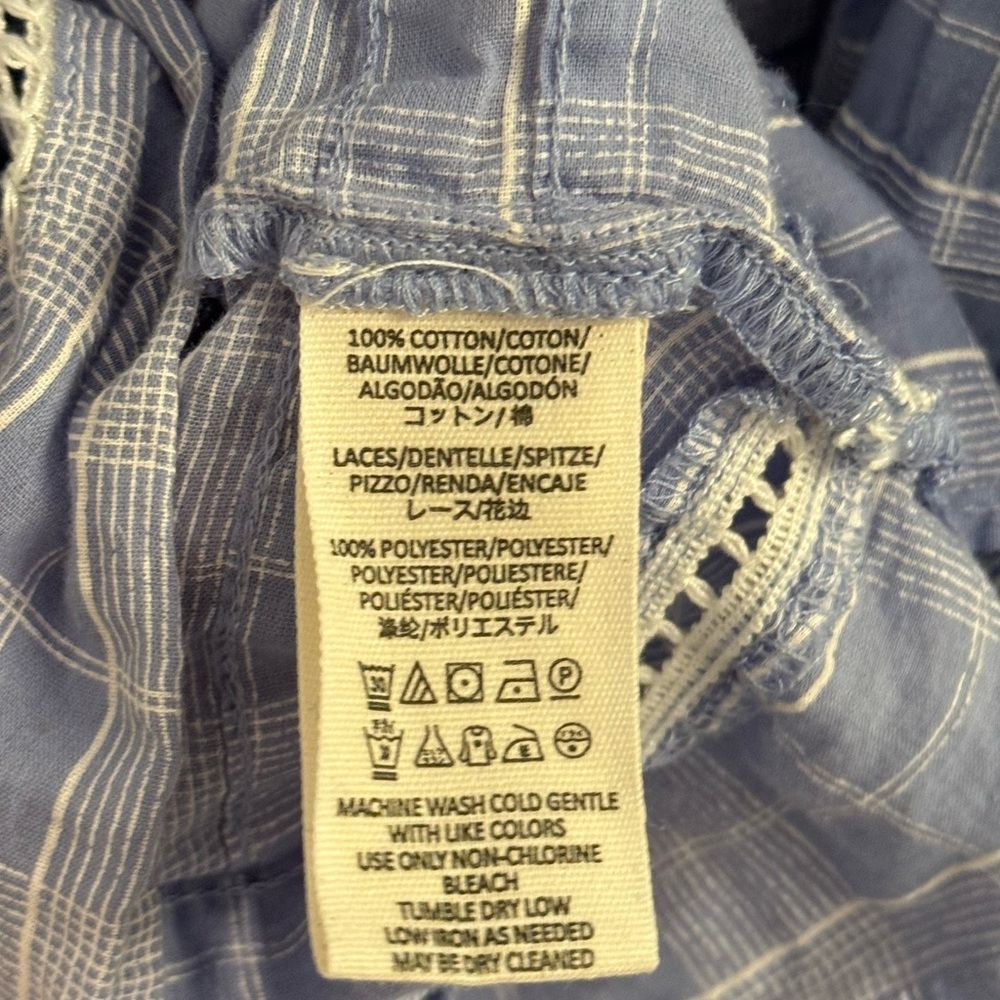 100% COTTON/COTON/
BAUMWOLLE/COTONE/
ALGODÃO/ALGODÓN
コットン/棉
LACES/DENTELLE/SPITZE/
PIZZO/RENDA/ENCAJE
レース/花边
100% POLYESTER/POLYESTER/
POLYESTER/POLIESTERE/
POLIÉSTER/POLIÉSTER/
涤纶/ポリエステル
30 P
MACHINE WASH COLD GENTLE
WITH LIKE COLORS
USE ONLY NON-CHLORINE
BLEACH
TUMBLE DRY LOW
LOW IRON AS NEEDED
MAY BE DRY CLEANED